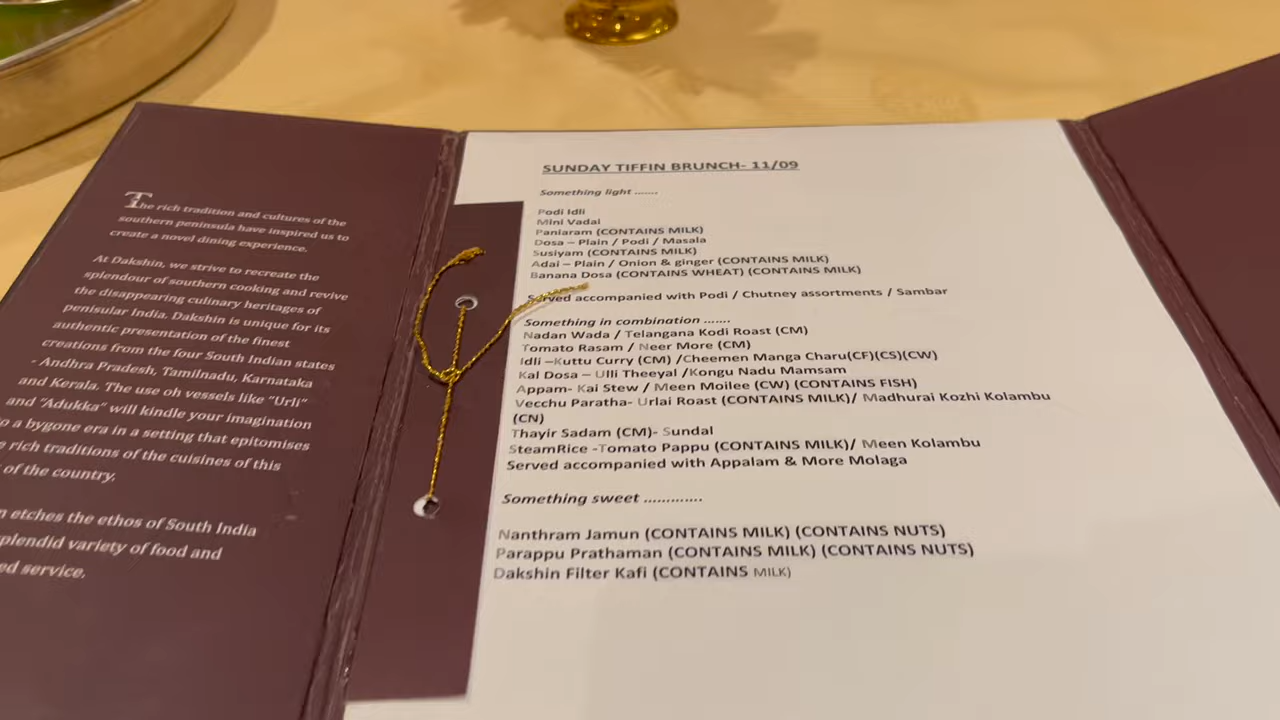 The rich tradition and cultures of the
southern peninsula have inspired us to
create a novel dining experience.
At Dakshin, we strive to recreate the
splendour of southern cooking and revive
the disappearing culinary heritages of
penisular India. Dakshin is unique for its
authentic presentation of the finest
creations from the four South Indian states
- Andhra Pradesh, Tamilnadu, Karnataka
and Kerala. The use oh vessels like "Urli"
and "Adukka" will kindle your imagination
a bygone era in a setting that epitomises
rich traditions of the cuisines of this
of the country.
etches the ethos of South India
splendid variety of food and
service.
SUNDAY TIFFIN BRUNCH- 11/09
Something light .......
Podi Idli
Mini Vadai
Paniaram (CONTAINS MILK)
Dosa – Plain / Podi / Masala
Susiyam (CONTAINS MILK)
Adai – Plain / Onion & ginger (CONTAINS MILK)
Banana Dosa (CONTAINS WHEAT) (CONTAINS MILK)
Served accompanied with Podi / Chutney assortments / Sambar
Something in combination .......
Nadan Wada / Telangana Kodi Roast (CM)
Tomato Rasam / Neer More (CM)
Idli –Kuttu Curry (CM) /Cheemen Manga Charu(CF)(CS)(CW)
Kal Dosa – Ulli Theeyal /Kongu Nadu Mamsam
Appam- Kai Stew / Meen Moilee (CW) (CONTAINS FISH)
Vecchu Paratha- Urlai Roast (CONTAINS MILK)/ Madhurai Kozhi Kolambu
(CN)
Thayir Sadam (CM)- Sundal
SteamRice -Tomato Pappu (CONTAINS MILK)/ Meen Kolambu
Served accompanied with Appalam & More Molaga
Something sweet .............
Nanthram Jamun (CONTAINS MILK) (CONTAINS NUTS)
Parappu Prathaman (CONTAINS MILK) (CONTAINS NUTS)
Dakshin Filter Kafi (CONTAINS MILK)